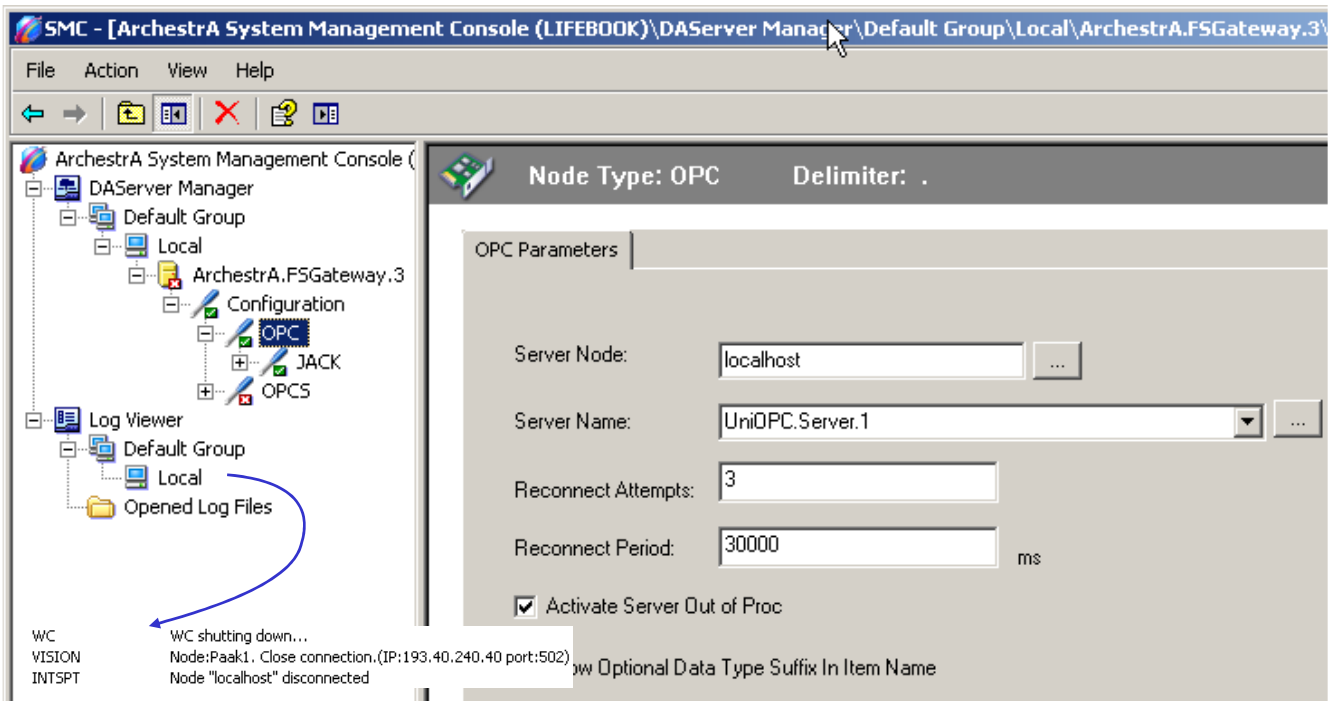 SMC - [ArchestrA System Management Console (LIFEBOOK)\DAServer Manager\Default Group\Local\ArchestrA.FSGateway.3\
File Action View Help
ArchestrA System Management Console (
DAServer Manager
Default Group
Local
ArchestrA.FSGateway.3
Configuration
OPC
JACK
OPCS
Log Viewer
Default Group
Local
Opened Log Files
WC WC shutting down...
VISION Node:Paak1. Close connection.(IP:193.40.240.40 port:502)
INTSPT Node "localhost" disconnected
Node Type: OPC Delimiter: .
OPC Parameters
Server Node: localhost ...
Server Name: UniOPC.Server.1 ...
Reconnect Attempts: 3
Reconnect Period: 30000 ms
Activate Server Out of Proc
ow Optional Data Type Suffix In Item Name